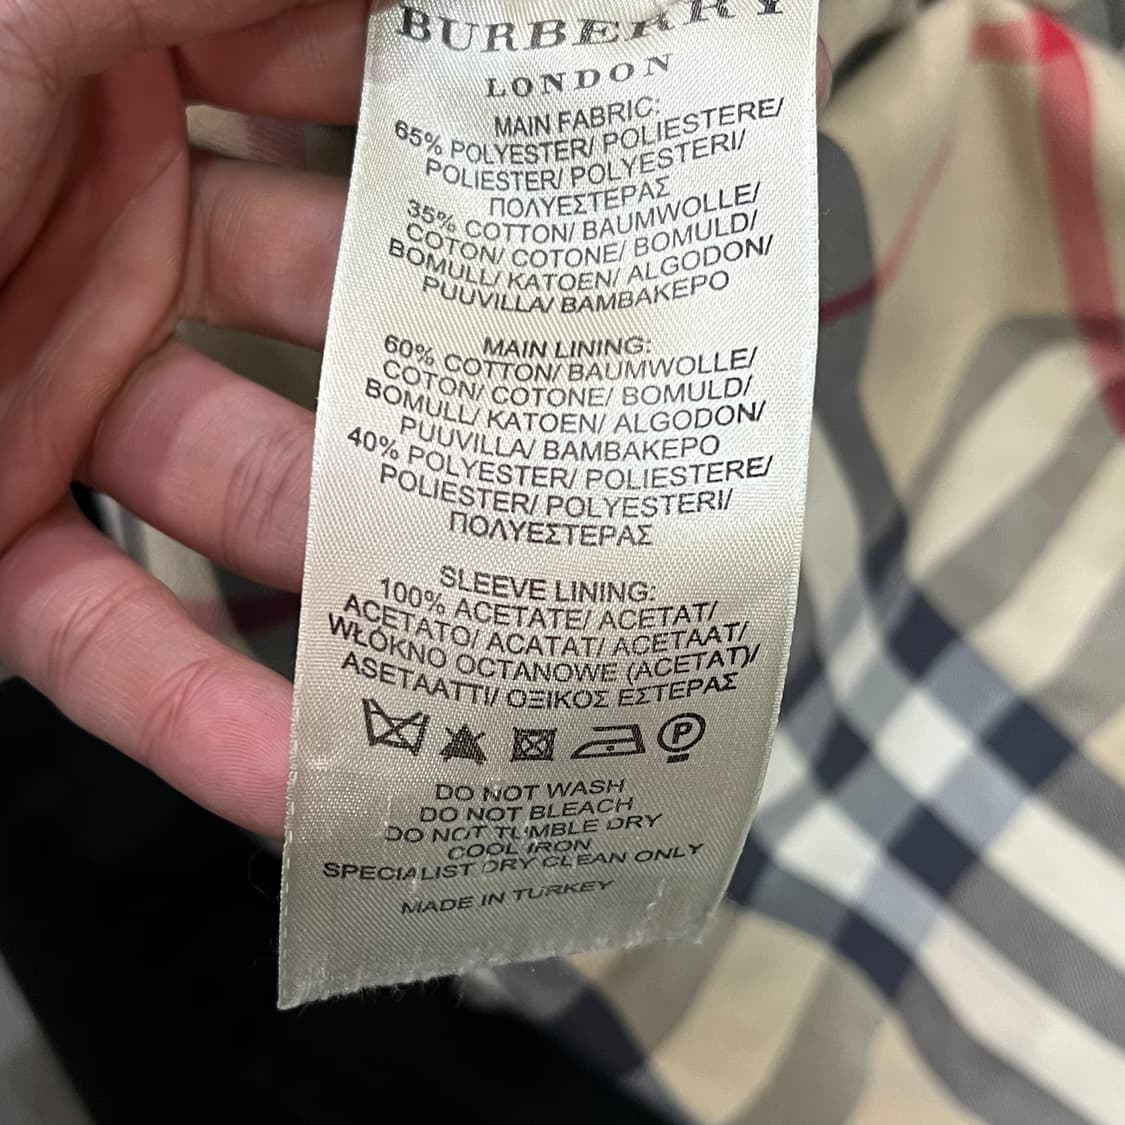 BURBERRY
LONDON
MAIN FABRIC:
65% POLYESTER/ POLIESTERE/
POLIESTER/ POLYESTERI/
ΠΟΛΥΕΣΤΕΡΑΣ
35% COTTON/ BAUMWOLLE/
COTON/ COTONE/ BOMULD/
BOMULL/ KATOEN/ ALGODON/
PUUVILLA/ ΒΑΜΒΑΚΕΡΟ
MAIN LINING:
60% COTTON/ BAUMWOLLE/
COTON/ COTONE/ BOMULD/
BOMULL/ KATOEN/ ALGODON/
PUUVILLA/ ΒΑΜΒΑΚΕΡΟ
40% POLYESTER/ POLIESTERE/
POLIESTER/ POLYESTERI/
ΠΟΛΥΕΣΤΕΡΑΣ
SLEEVE LINING:
100% ACETATE/ ACETAT/
ACETATO/ ACATAT/ ACETAAT/
WŁÓKNO OCTANOWE (ACETAT)/
ASETAATTI/ ΟΞΙΚΟΣ ΕΣΤΕΡΑΣ
P
DO NOT WASH
DO NOT BLEACH
DO NOT TUMBLE DRY
COOL IRON
SPECIALIST DRY CLEAN ONLY
MADE IN TURKEY